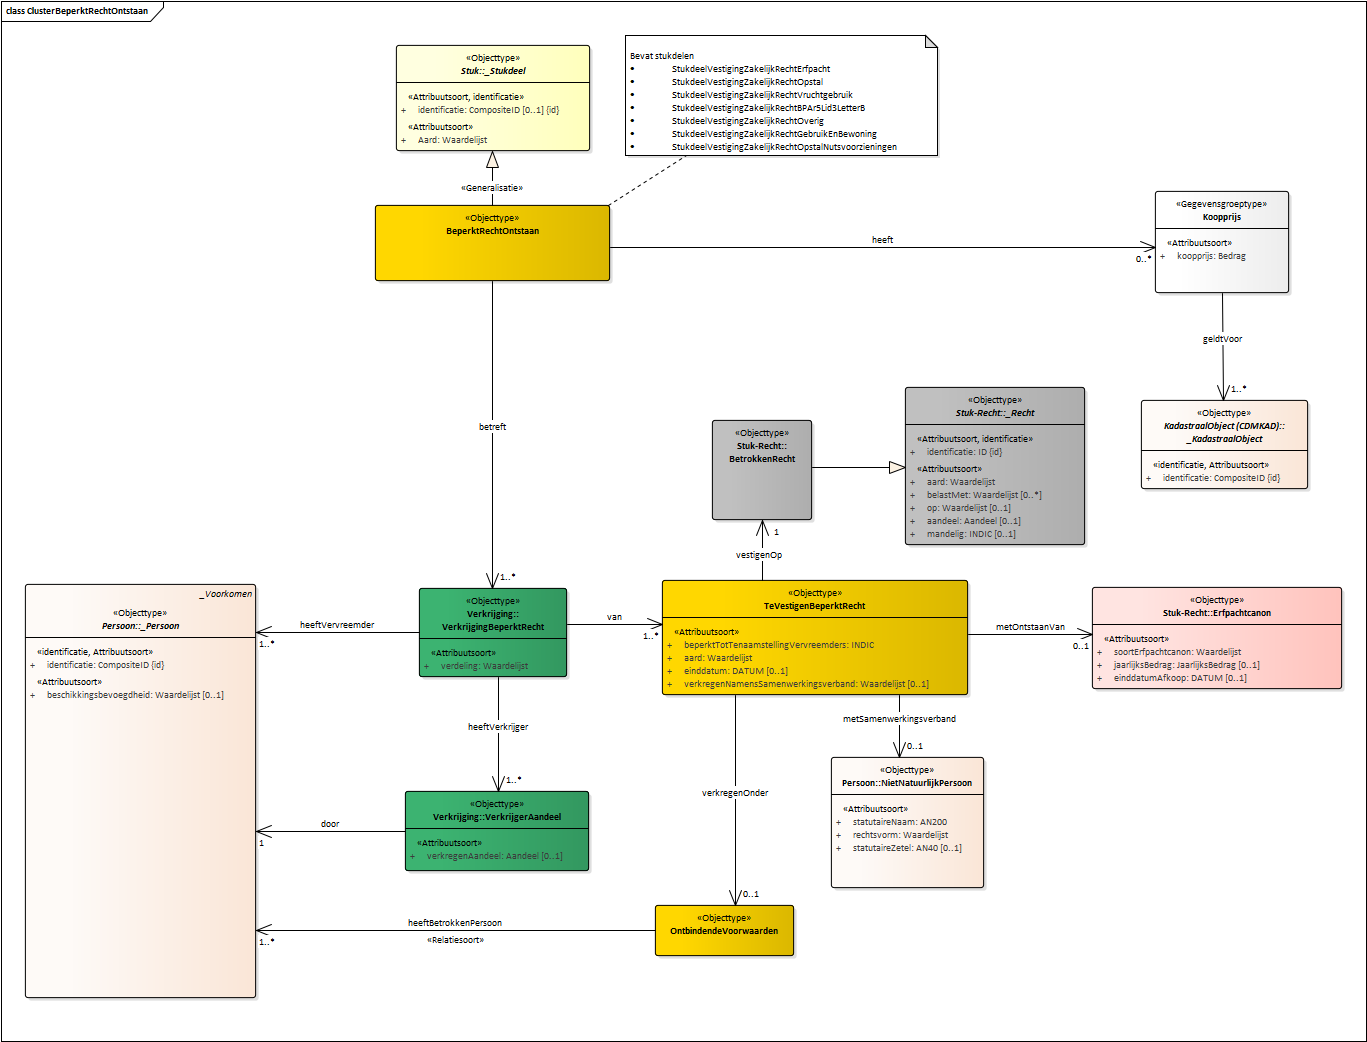 class ClusterBeperktRechtOntstaan
«Objecttype»
Stuk::_Stukdeel
«Attribuutsoort, identificatie»
+ identificatie: CompositeID [0..1] {id}
«Attribuutsoort»
+ Aard: Waardelijst
Bevat stukdelen
• StukdeelVestigingZakelijkRechtErfpacht
• StukdeelVestigingZakelijkRechtOpstal
• StukdeelVestigingZakelijkRechtVruchtgebruik
• StukdeelVestigingZakelijkRechtBPAr5Lid3LetterB
• StukdeelVestigingZakelijkRechtOverig
• StukdeelVestigingZakelijkRechtGebruikEnBewoning
• StukdeelVestigingZakelijkRechtOpstalNutsvoorzieningen
«Generalisatie»
«Objecttype»
BeperktRechtOntstaan
heeft
0..*
«Gegevensgroeptype»
Koopprijs
«Attribuutsoort»
+ koopprijs: Bedrag
geldtVoor
1..*
«Objecttype»
KadastraalObject (CDMKAD)::
_KadastraalObject
«identificatie, Attribuutsoort»
+ identificatie: CompositeID {id}
betreft
1..*
«Objecttype»
Stuk-Recht::
BetrokkenRecht
«Objecttype»
Stuk-Recht::_Recht
«Attribuutsoort, identificatie»
+ identificatie: ID {id}
«Attribuutsoort»
+ aard: Waardelijst
+ belastMet: Waardelijst [0..*]
+ op: Waardelijst [0..1]
+ aandeel: Aandeel [0..1]
+ mandelig: INDIC [0..1]
1
vestigenOp
_Voorkomen
«Objecttype»
Persoon::_Persoon
«identificatie, Attribuutsoort»
+ identificatie: CompositeID {id}
«Attribuutsoort»
+ beschikkingsbevoegdheid: Waardelijst [0..1]
heeftVervreemder
1..*
«Objecttype»
Verkrijging::
VerkrijgingBeperktRecht
«Attribuutsoort»
+ verdeling: Waardelijst
van
1..*
«Objecttype»
TeVestigenBeperktRecht
«Attribuutsoort»
+ beperktTotTenaamstellingVervreemders: INDIC
+ aard: Waardelijst
+ einddatum: DATUM [0..1]
+ verkregenNamensSamenwerkingsverband: Waardelijst [0..1]
metOntstaanVan
0..1
«Objecttype»
Stuk-Recht::Erfpachtcanon
«Attribuutsoort»
+ soortErfpachtcanon: Waardelijst
+ jaarlijksBedrag: JaarlijksBedrag [0..1]
+ einddatumAfkoop: DATUM [0..1]
heeftVerkrijger
1..*
metSamenwerkingsverband
0..1
«Objecttype»
Persoon::NietNatuurlijkPersoon
«Attribuutsoort»
+ statutaireNaam: AN200
+ rechtsvorm: Waardelijst
+ statutaireZetel: AN40 [0..1]
verkregenOnder
0..1
«Objecttype»
Verkrijging::VerkrijgerAandeel
«Attribuutsoort»
+ verkregenAandeel: Aandeel [0..1]
door
1
«Objecttype»
OntbindendeVoorwaarden
heeftBetrokkenPersoon
«Relatiesoort»
1..*